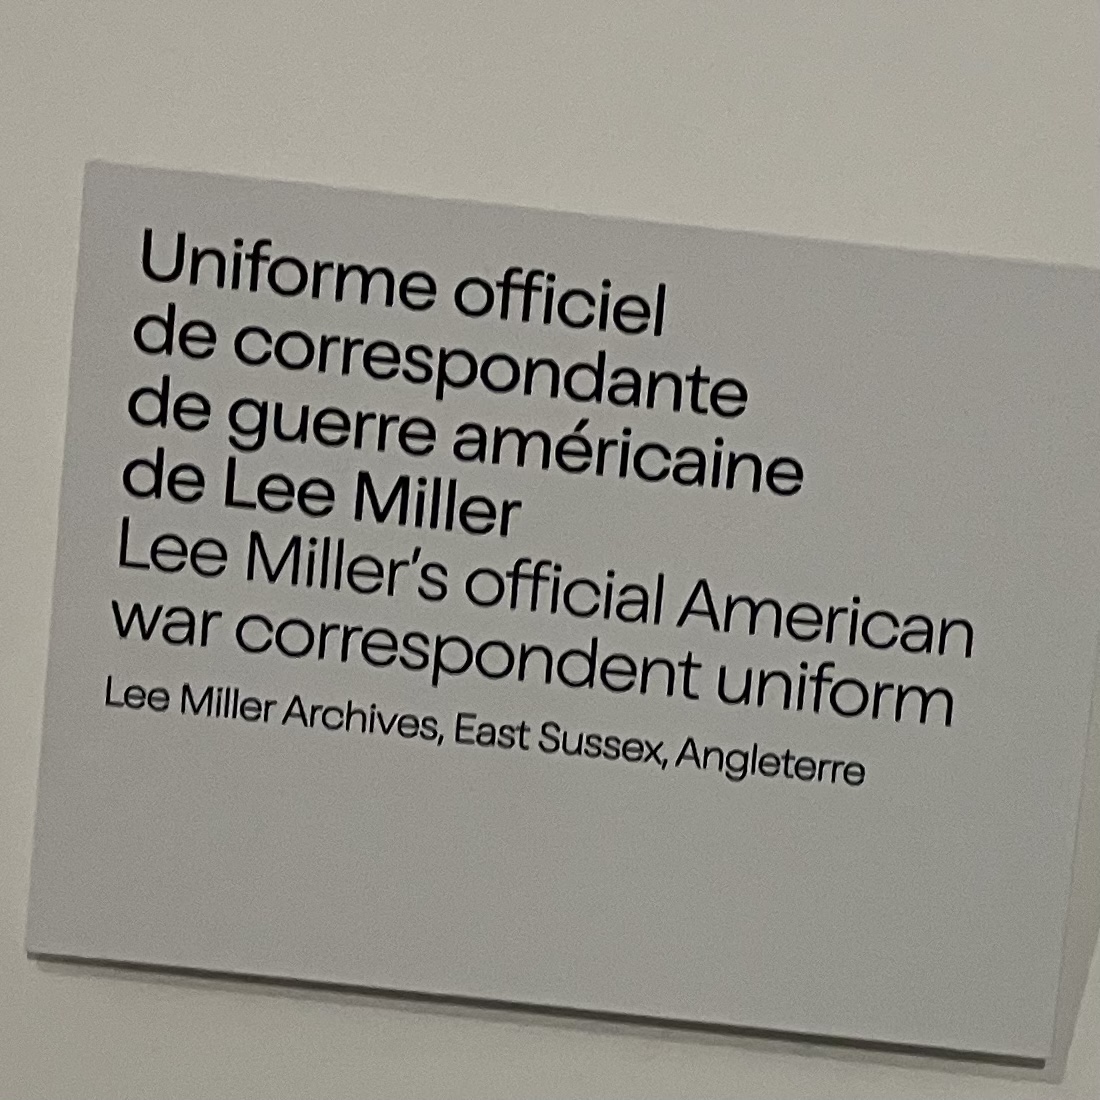 Uniforme officiel
de correspondante
de guerre américaine
de Lee Miller
Lee Miller’s official American
war correspondent uniform
Lee Miller Archives, East Sussex, Angleterre